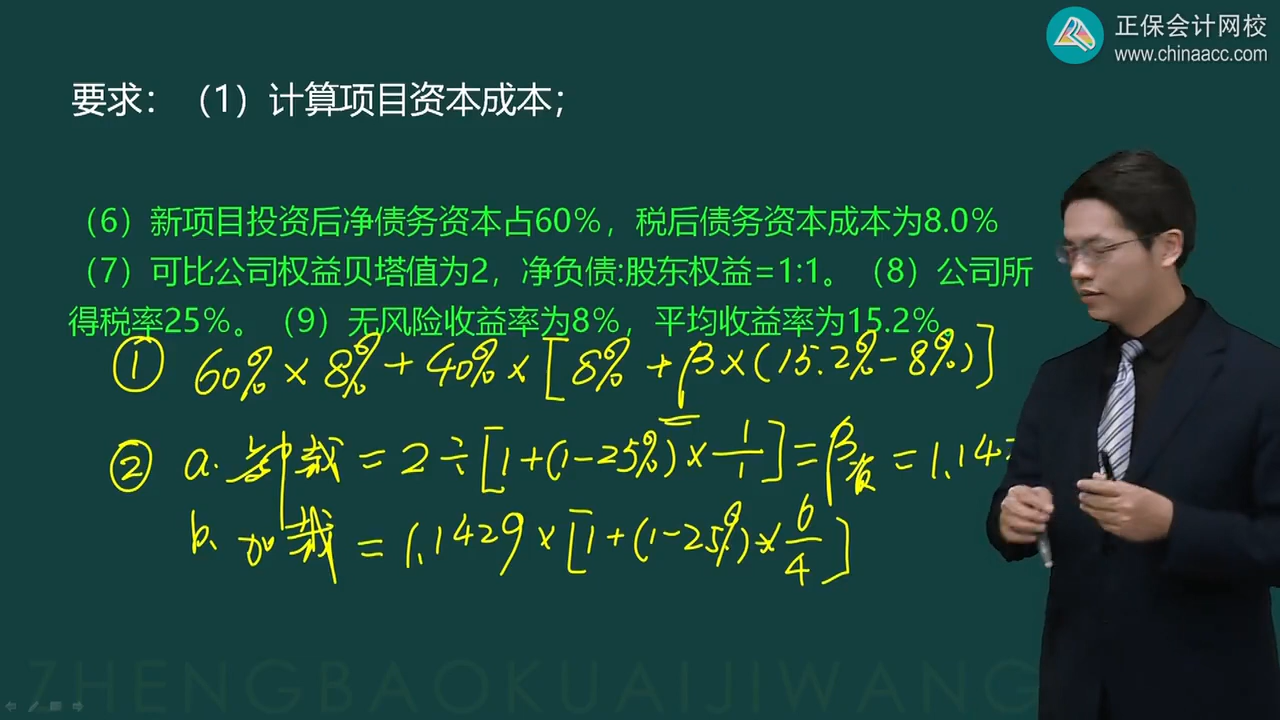 正保会计网校
www.chinaacc.com
要求：（1）计算项目资本成本；
（6）新项目投资后净债务资本占60%，税后债务资本成本为8.0%
（7）可比公司权益贝塔值为2，净负债:股东权益=1:1。（8）公司所
得税率25%。（9）无风险收益率为8%，平均收益率为15.2%
① 60%×8%+40%×[8%+β×(15.2%-8%)]
② a. 卸载=2÷[1+(1-25%)×1/1]=β资=1.142
b. 加载=1.1429×[1+(1-25%)×6/4]
ZHENGBAOKUAIJIWANG